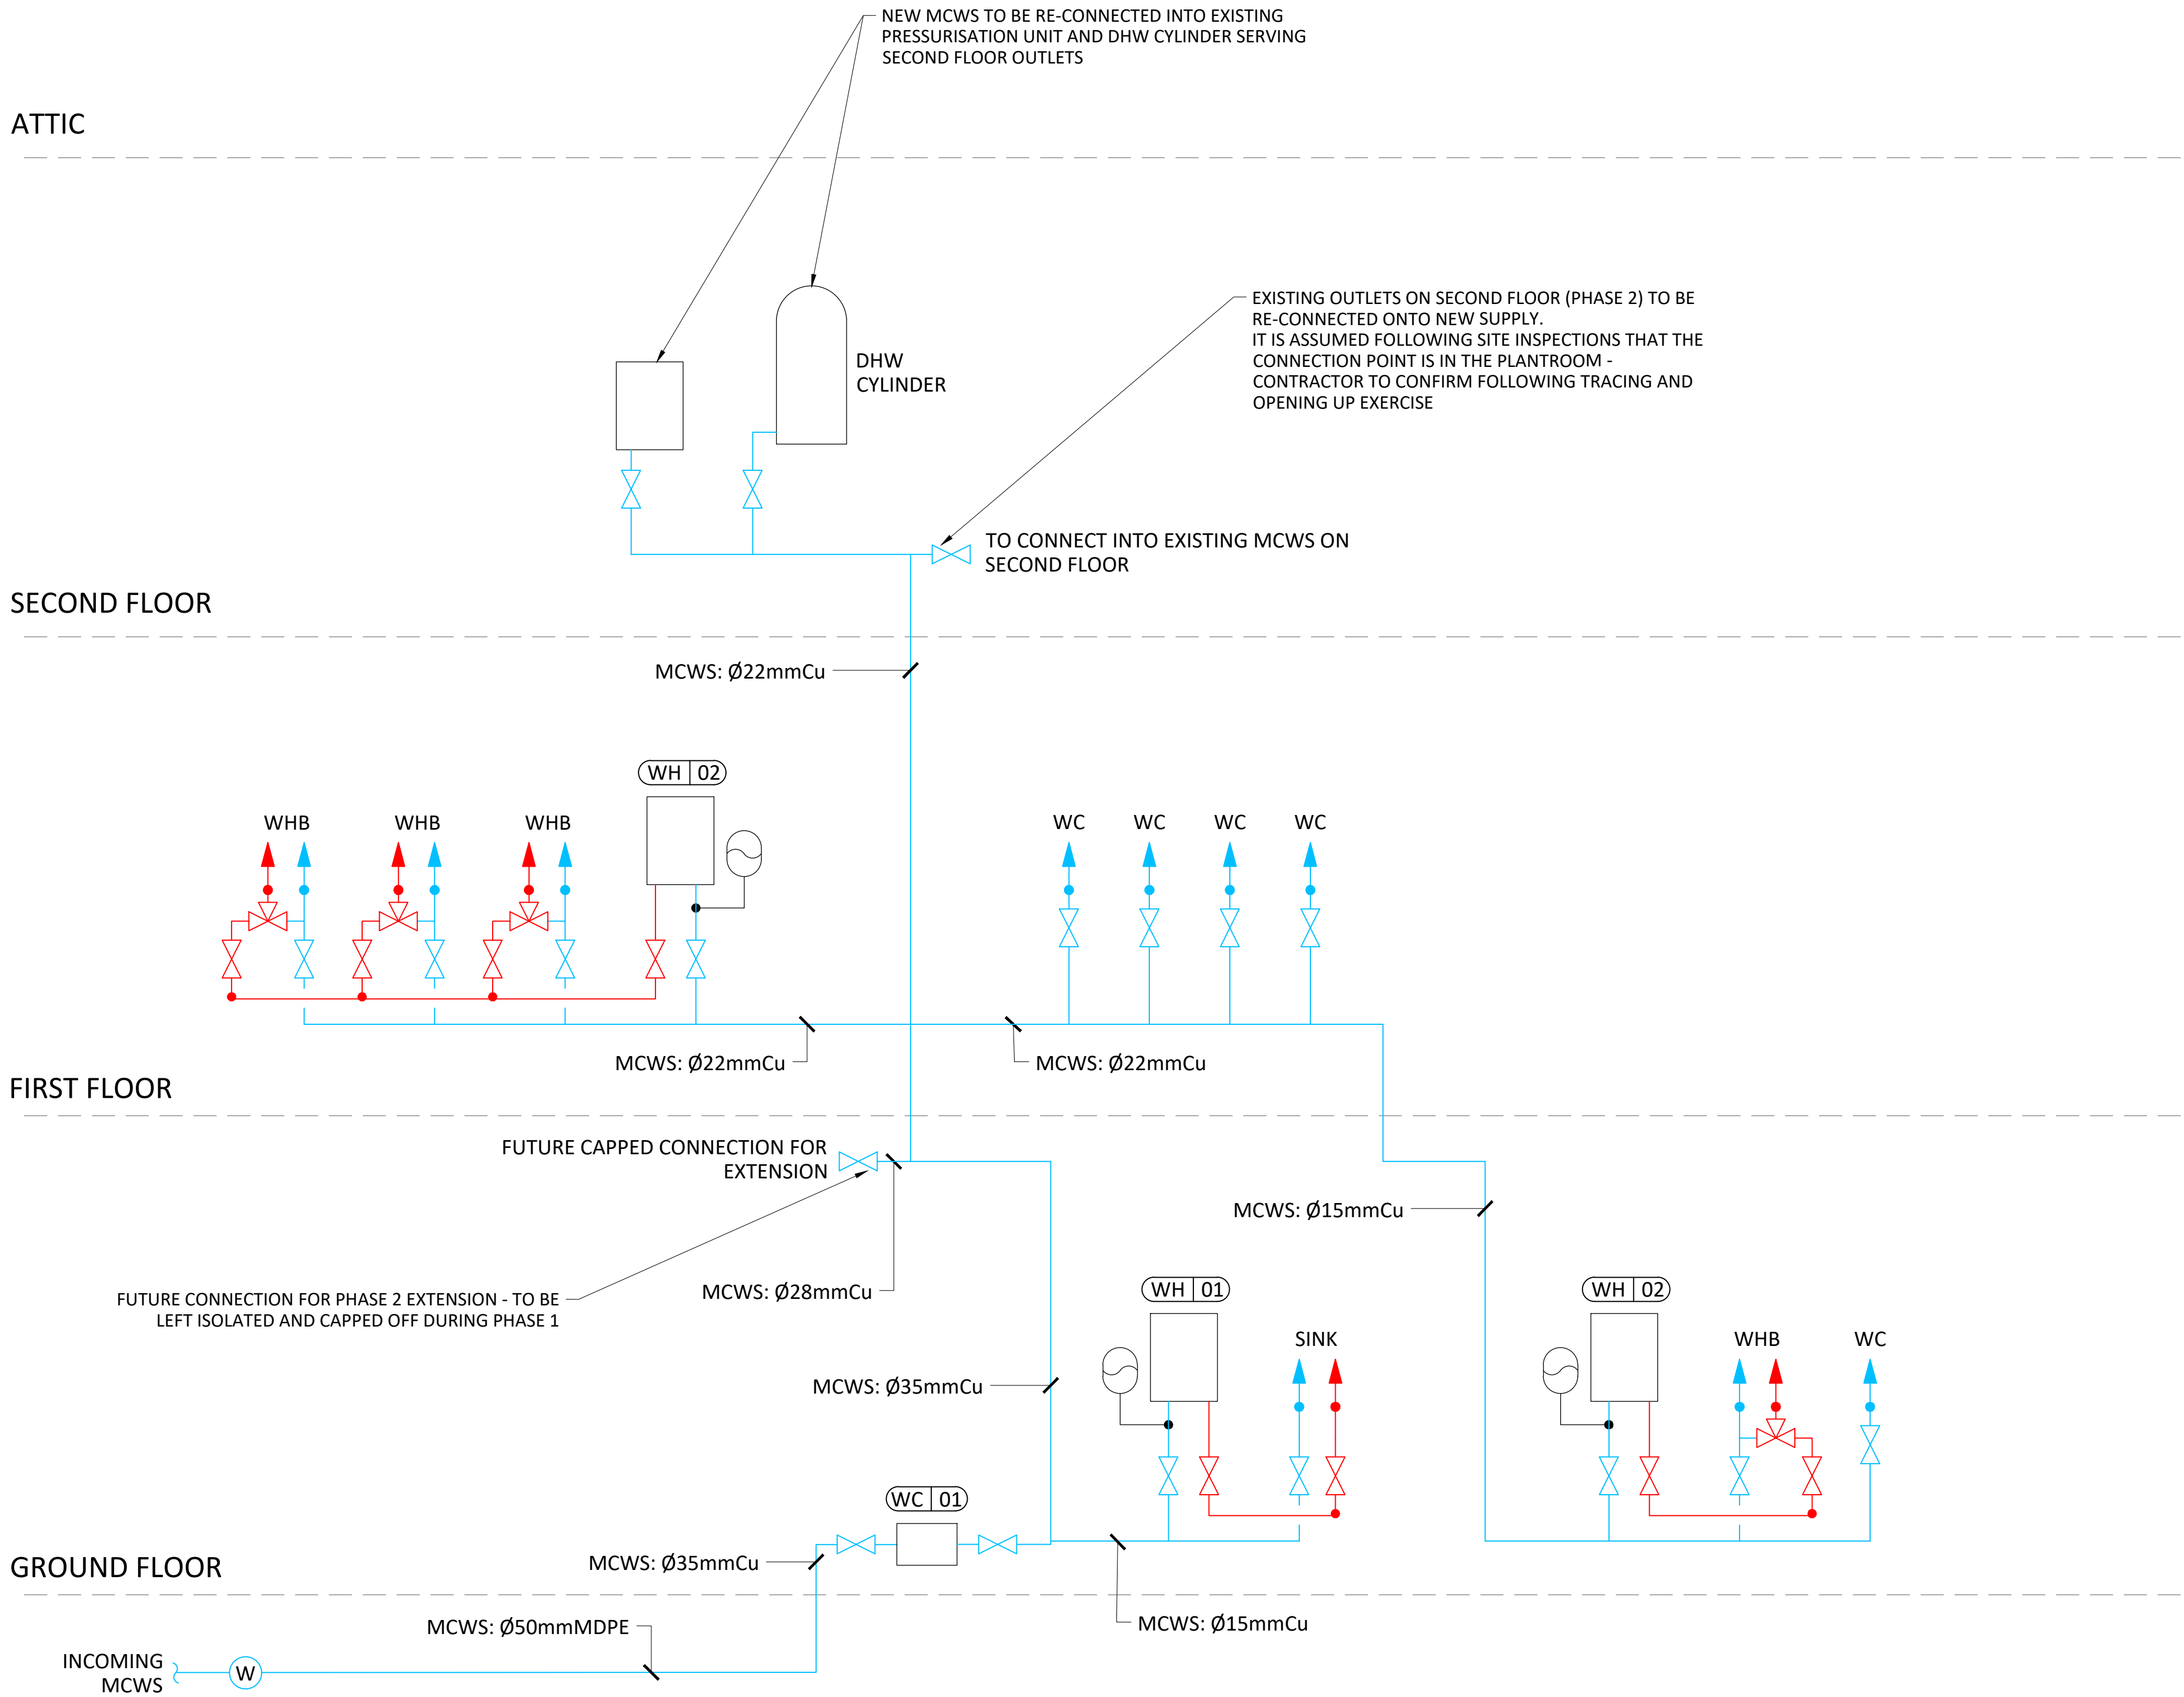 NEW MCWS TO BE RE-CONNECTED INTO EXISTING
PRESSURISATION UNIT AND DHW CYLINDER SERVING
SECOND FLOOR OUTLETS
ATTIC
EXISTING OUTLETS ON SECOND FLOOR (PHASE 2) TO BE
RE-CONNECTED ONTO NEW SUPPLY.
IT IS ASSUMED FOLLOWING SITE INSPECTIONS THAT THE
CONNECTION POINT IS IN THE PLANTROOM -
CONTRACTOR TO CONFIRM FOLLOWING TRACING AND
OPENING UP EXERCISE
DHW
CYLINDER
TO CONNECT INTO EXISTING MCWS ON
SECOND FLOOR
SECOND FLOOR
MCWS: Ø22mmCu
WH 02
WHB
WHB
WHB
WC
WC
WC
WC
MCWS: Ø22mmCu
MCWS: Ø22mmCu
FIRST FLOOR
FUTURE CAPPED CONNECTION FOR
EXTENSION
MCWS: Ø15mmCu
FUTURE CONNECTION FOR PHASE 2 EXTENSION - TO BE
LEFT ISOLATED AND CAPPED OFF DURING PHASE 1
MCWS: Ø28mmCu
WH 01
WH 02
SINK
WHB
WC
MCWS: Ø35mmCu
WC 01
MCWS: Ø35mmCu
GROUND FLOOR
MCWS: Ø50mmMDPE
MCWS: Ø15mmCu
INCOMING
MCWS
W